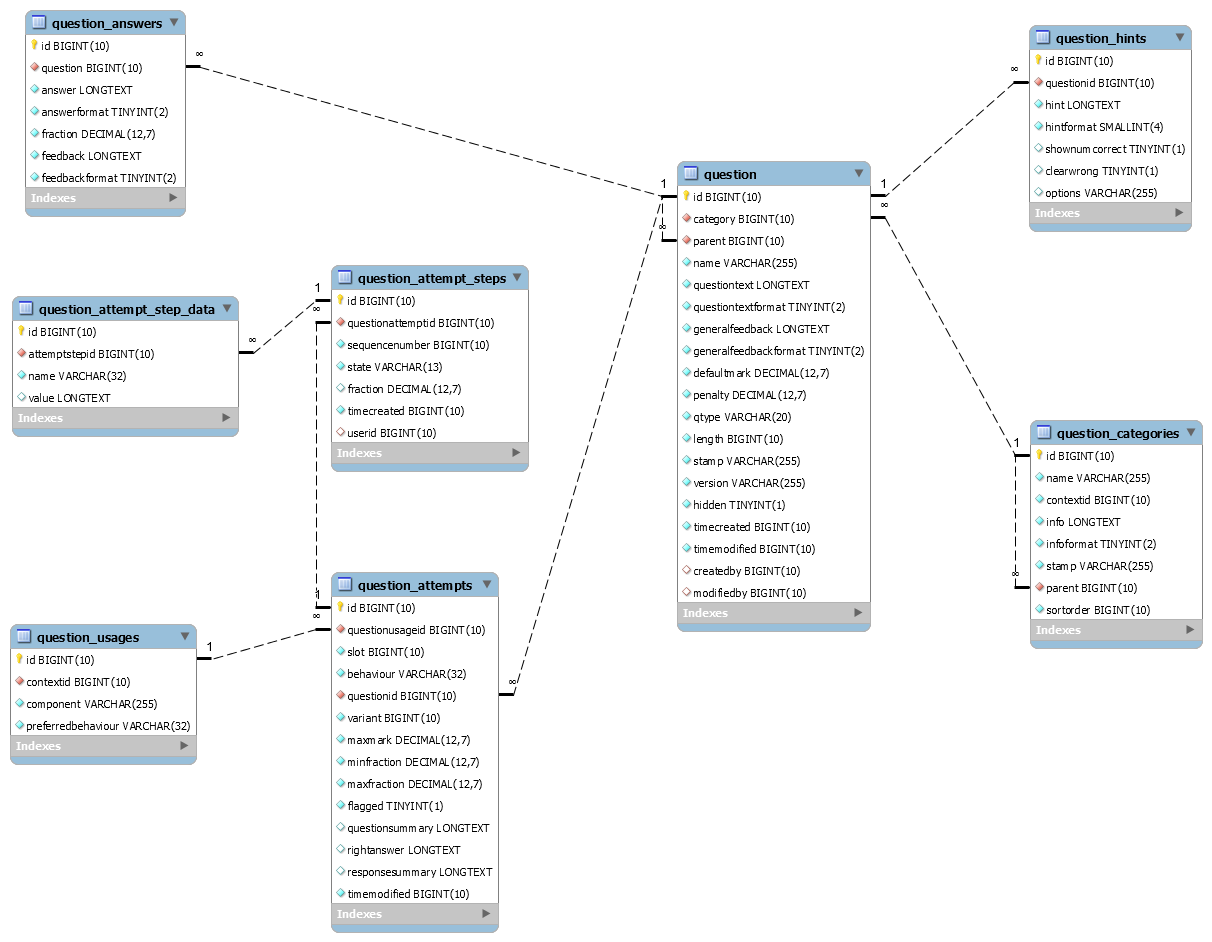 question_answers
id BIGINT(10)
question BIGINT(10)
answer LONGTEXT
answerformat TINYINT(2)
fraction DECIMAL(12,7)
feedback LONGTEXT
feedbackformat TINYINT(2)
Indexes
∞
question_hints
id BIGINT(10)
questionid BIGINT(10)
hint LONGTEXT
hintformat SMALLINT(4)
shownumcorrect TINYINT(1)
clearwrong TINYINT(1)
options VARCHAR(255)
Indexes
∞
question
id BIGINT(10)
category BIGINT(10)
parent BIGINT(10)
name VARCHAR(255)
questiontext LONGTEXT
questiontextformat TINYINT(2)
generalfeedback LONGTEXT
generalfeedbackformat TINYINT(2)
defaultmark DECIMAL(12,7)
penalty DECIMAL(12,7)
qtype VARCHAR(20)
length BIGINT(10)
stamp VARCHAR(255)
version VARCHAR(255)
hidden TINYINT(1)
timecreated BIGINT(10)
timemodified BIGINT(10)
createdby BIGINT(10)
modifiedby BIGINT(10)
Indexes
1
∞
1
∞
question_attempt_steps
id BIGINT(10)
questionattemptid BIGINT(10)
sequencenumber BIGINT(10)
state VARCHAR(13)
fraction DECIMAL(12,7)
timecreated BIGINT(10)
userid BIGINT(10)
Indexes
1
∞
question_attempt_step_data
id BIGINT(10)
attemptstepid BIGINT(10)
name VARCHAR(32)
value LONGTEXT
Indexes
∞
question_categories
id BIGINT(10)
name VARCHAR(255)
contextid BIGINT(10)
info LONGTEXT
infoformat TINYINT(2)
stamp VARCHAR(255)
parent BIGINT(10)
sortorder BIGINT(10)
Indexes
1
∞
question_attempts
id BIGINT(10)
questionusageid BIGINT(10)
slot BIGINT(10)
behaviour VARCHAR(32)
questionid BIGINT(10)
variant BIGINT(10)
maxmark DECIMAL(12,7)
minfraction DECIMAL(12,7)
maxfraction DECIMAL(12,7)
flagged TINYINT(1)
questionsummary LONGTEXT
rightanswer LONGTEXT
responsesummary LONGTEXT
timemodified BIGINT(10)
Indexes
1
∞
∞
question_usages
id BIGINT(10)
contextid BIGINT(10)
component VARCHAR(255)
preferredbehaviour VARCHAR(32)
Indexes
1